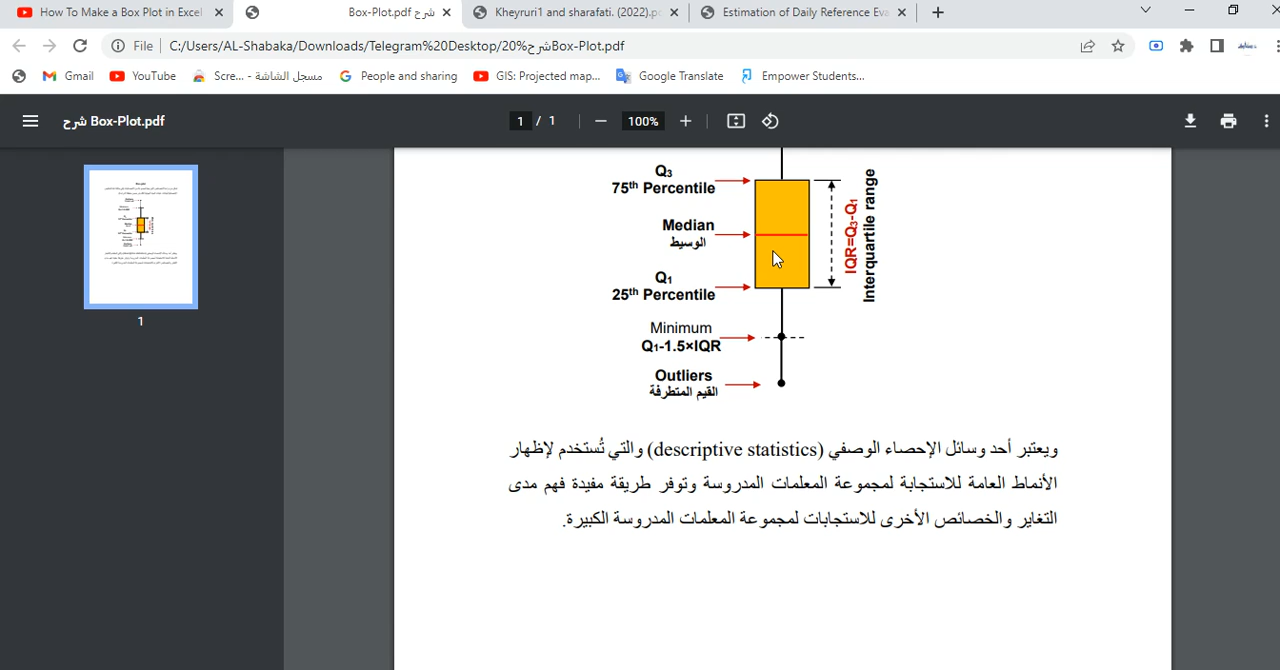 How To Make a Box Plot in Excel
شرح Box-Plot.pdf
Kheyruri1 and sharafati. (2022).p
Estimation of Daily Reference Eva
File
C:/Users/AL-Shabaka/Downloads/Telegram%20Desktop/20%شرحBox-Plot.pdf
Gmail
YouTube
Scre... - مسجل الشاشة
People and sharing
GIS: Projected map...
Google Translate
Empower Students...
شرح Box-Plot.pdf
1 / 1
100%
Q3
75th Percentile
Median
الوسيط
Q1
25th Percentile
IQR=Q3-Q1
Interquartile range
Minimum
Q1-1.5×IQR
Outliers
القيم المتطرفة
ويعتبر أحد وسائل الإحصاء الوصفي (descriptive statistics) والتي تُستخدم لإظهار
الأنماط العامة للاستجابة لمجموعة المعلمات المدروسة وتوفر طريقة مفيدة فهم مدى
التغاير والخصائص الأخرى للاستجابات لمجموعة المعلمات المدروسة الكبيرة.
1